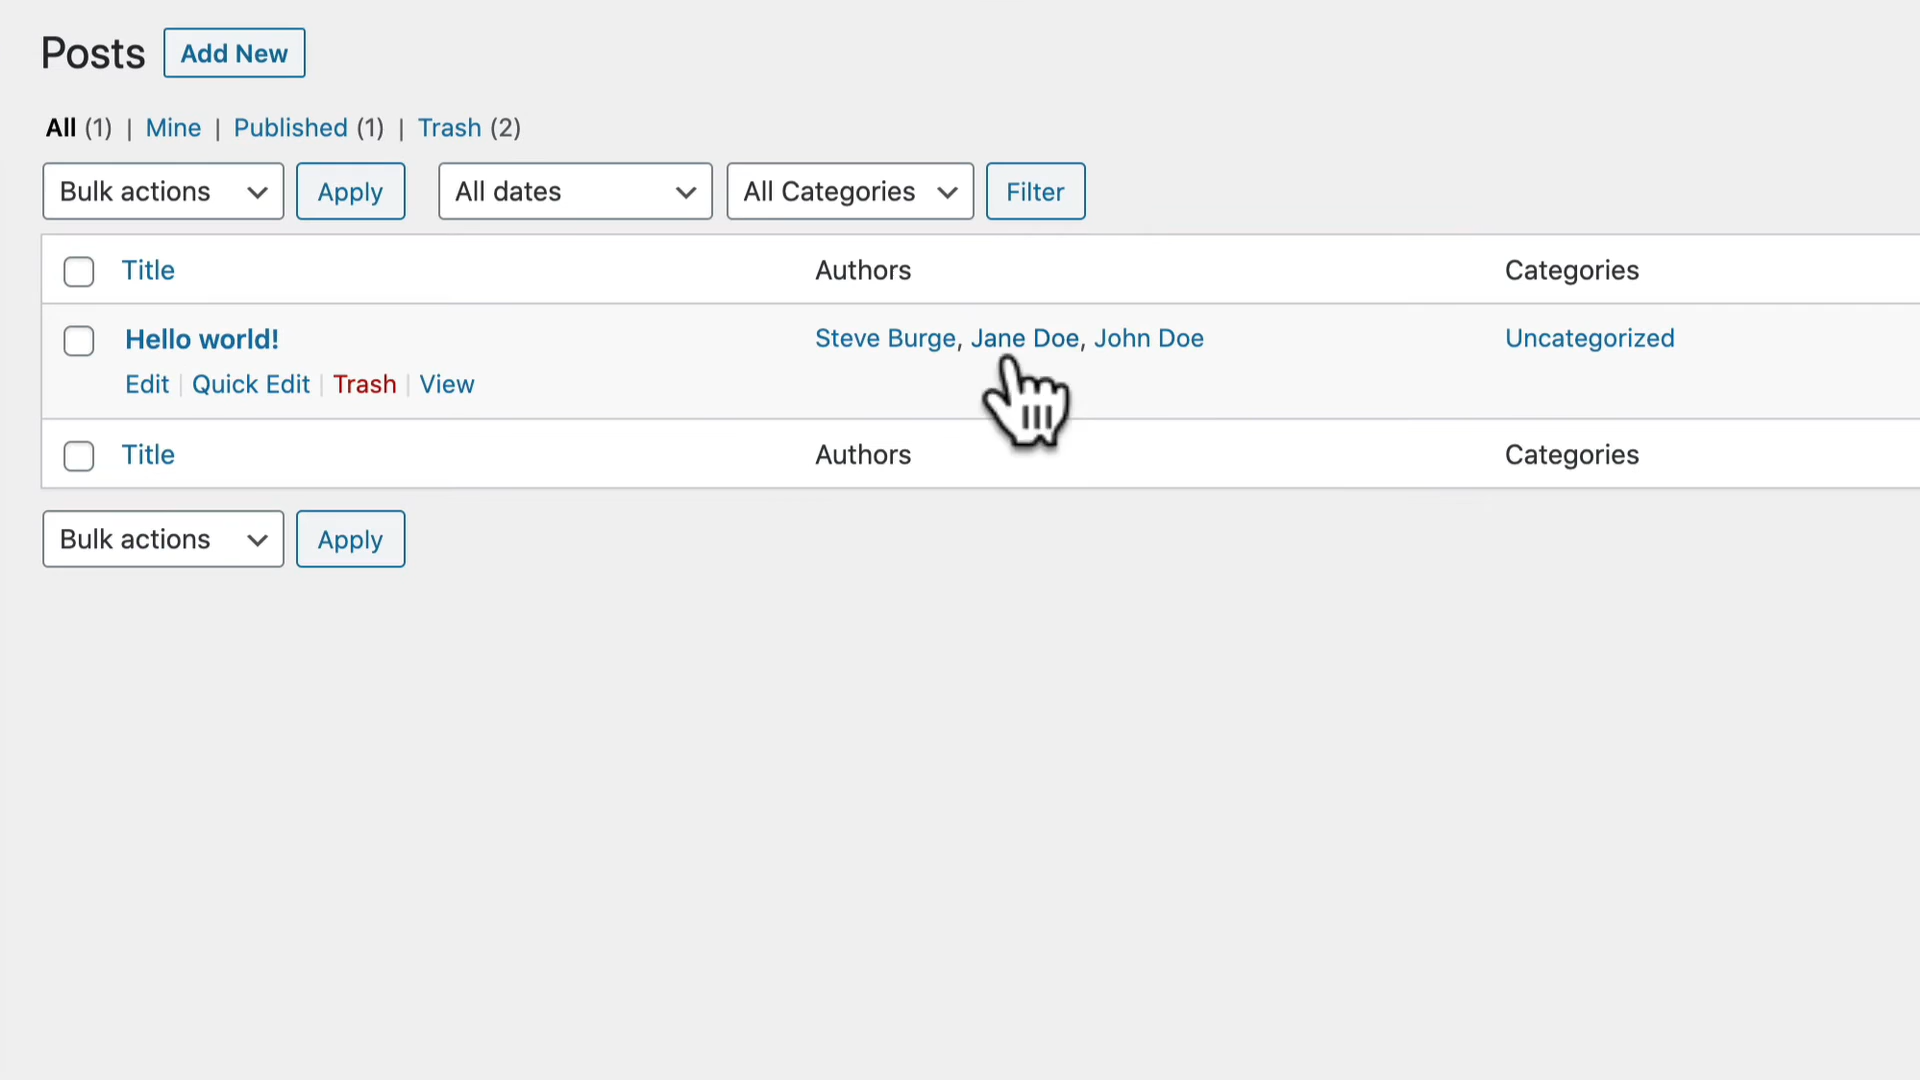 Posts Add New
All (1) | Mine | Published (1) | Trash (2)
Bulk actions Apply All dates All Categories Filter
Title Authors Categories
Hello world! Steve Burge, Jane Doe, John Doe Uncategorized
Edit | Quick Edit | Trash | View
Title Authors Categories
Bulk actions Apply